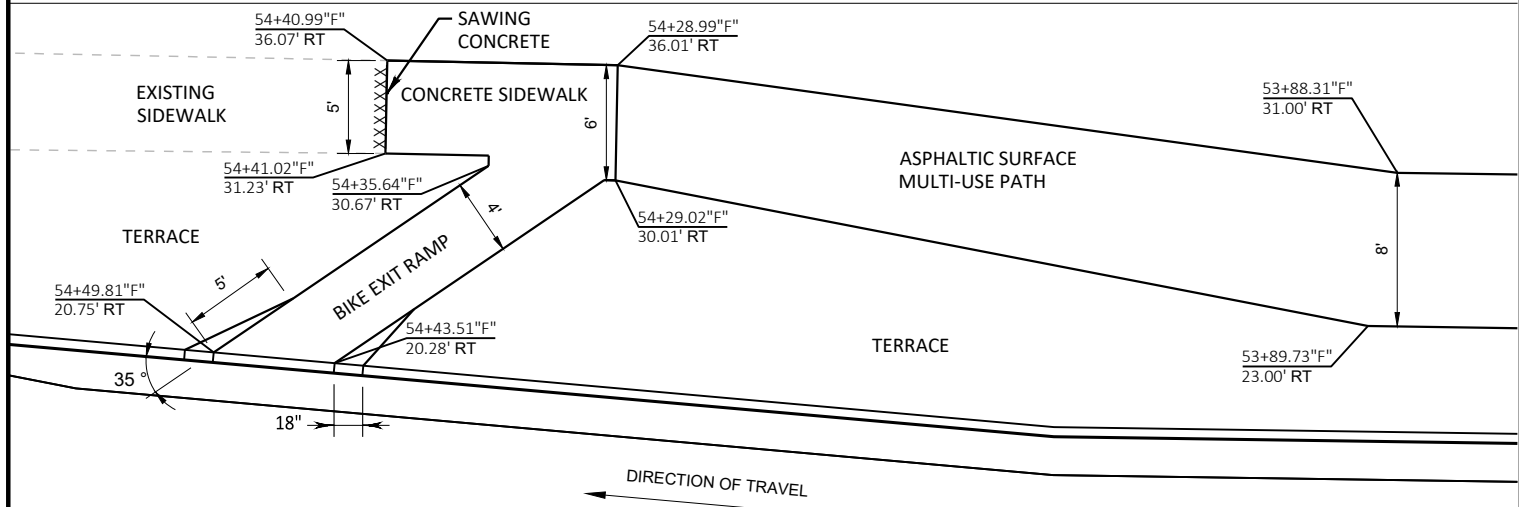 54+40.99"F"
36.07' RT
SAWING
CONCRETE
54+28.99"F"
36.01' RT
53+88.31"F"
31.00' RT
EXISTING
SIDEWALK
5'
CONCRETE SIDEWALK
6'
ASPHALTIC SURFACE
MULTI-USE PATH
54+41.02"F"
31.23' RT
54+35.64"F"
30.67' RT
4'
54+29.02"F"
30.01' RT
TERRACE
8'
5'
BIKE EXIT RAMP
54+49.81"F"
20.75' RT
54+43.51"F"
20.28' RT
TERRACE
53+89.73"F"
23.00' RT
35 °
18"
DIRECTION OF TRAVEL